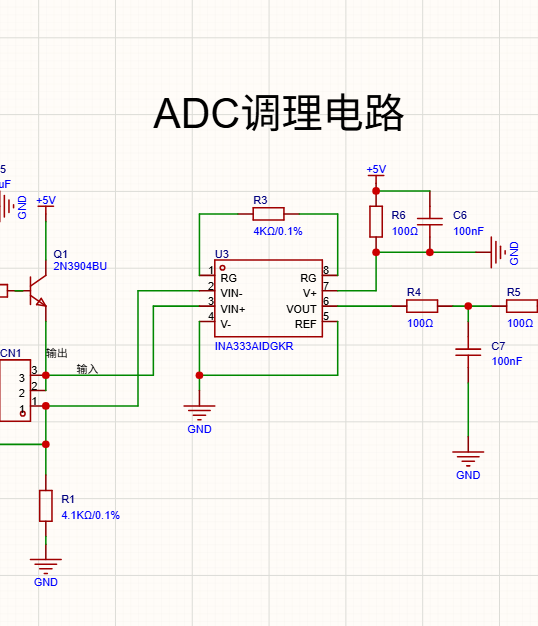 ADC调理电路
5
uF
GND
+5V
Q1
2N3904BU
R3
4KΩ/0.1%
+5V
R6
100Ω
C6
100nF
GND
U3
1 RG RG 8
2 VIN- V+ 7
3 VIN+ VOUT 6
4 V- REF 5
INA333AIDGKR
R4
100Ω
R5
100Ω
C7
100nF
GND
GND
CN1
输出
输入
3 3
2 2
1 1
R1
4.1KΩ/0.1%
GND